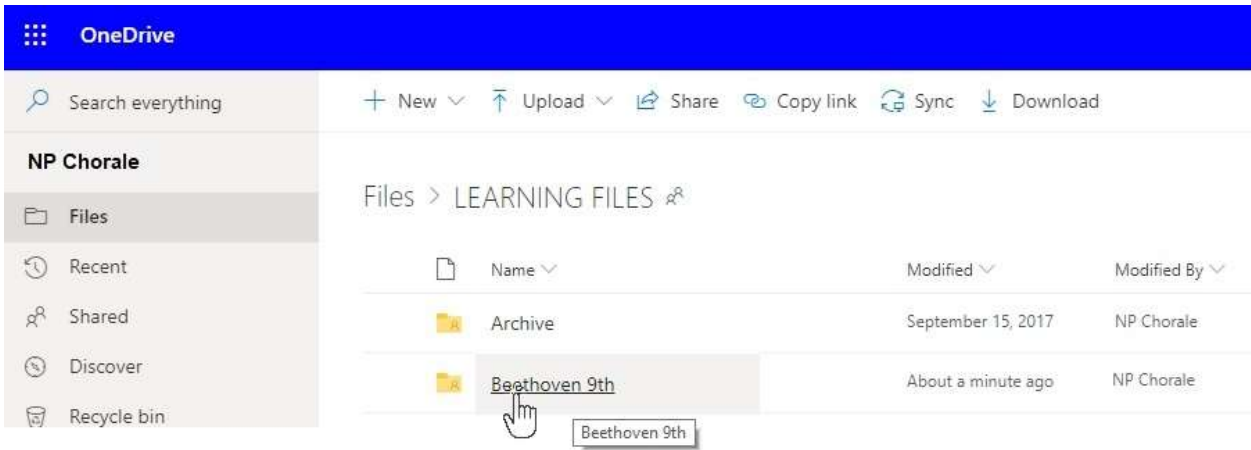 OneDrive
Search everything
New Upload Share Copy link Sync Download
NP Chorale
Files > LEARNING FILES
Files
Recent
Shared
Discover
Recycle bin
Name Modified Modified By
Archive September 15, 2017 NP Chorale
Beethoven 9th About a minute ago NP Chorale
Beethoven 9th